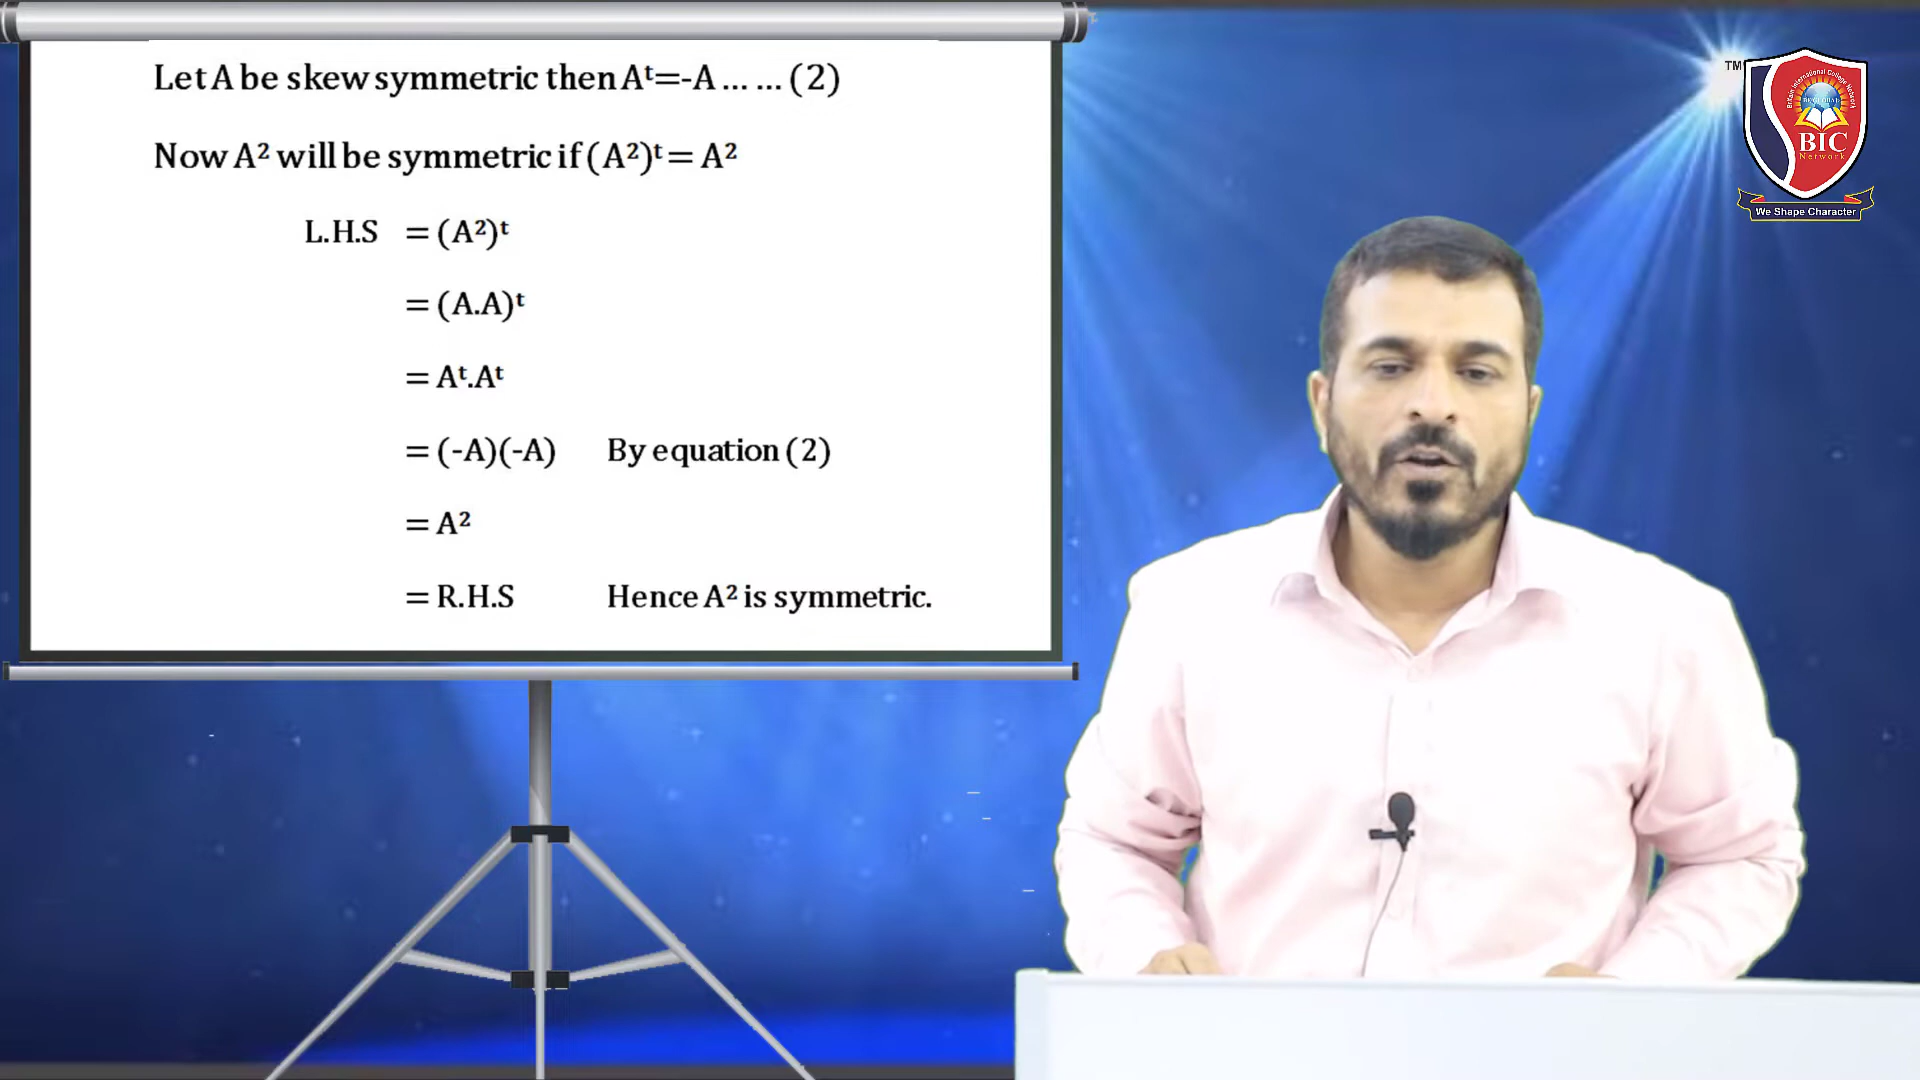 Let A be skew symmetric then Aᵗ=-A ... ... (2)
Now A² will be symmetric if (A²)ᵗ = A²
L.H.S = (A²)ᵗ
= (A.A)ᵗ
= Aᵗ.Aᵗ
= (-A)(-A) By equation (2)
= A²
= R.H.S Hence A² is symmetric.
TM
BIC
Network
We Shape Character